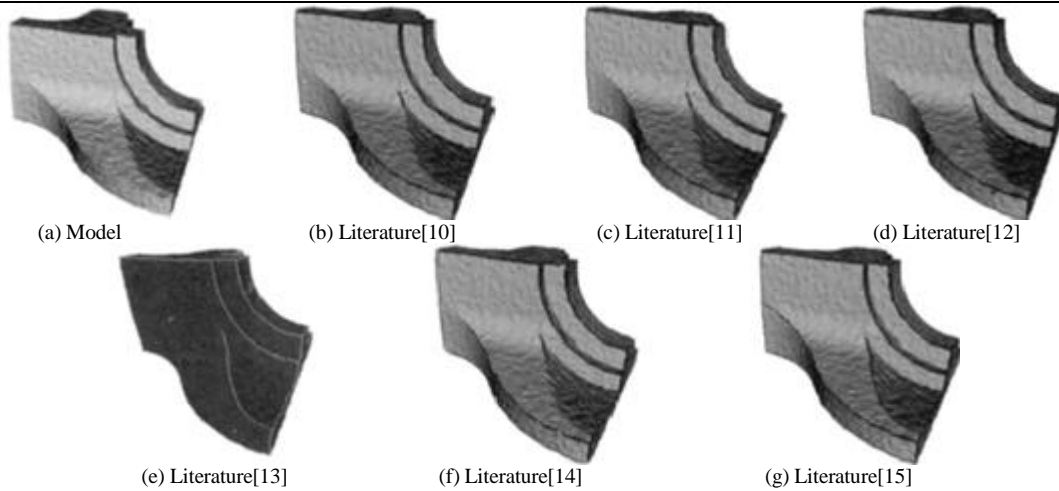 (a) Model
(b) Literature[10]
(c) Literature[11]
(d) Literature[12]
(e) Literature[13]
(f) Literature[14]
(g) Literature[15]